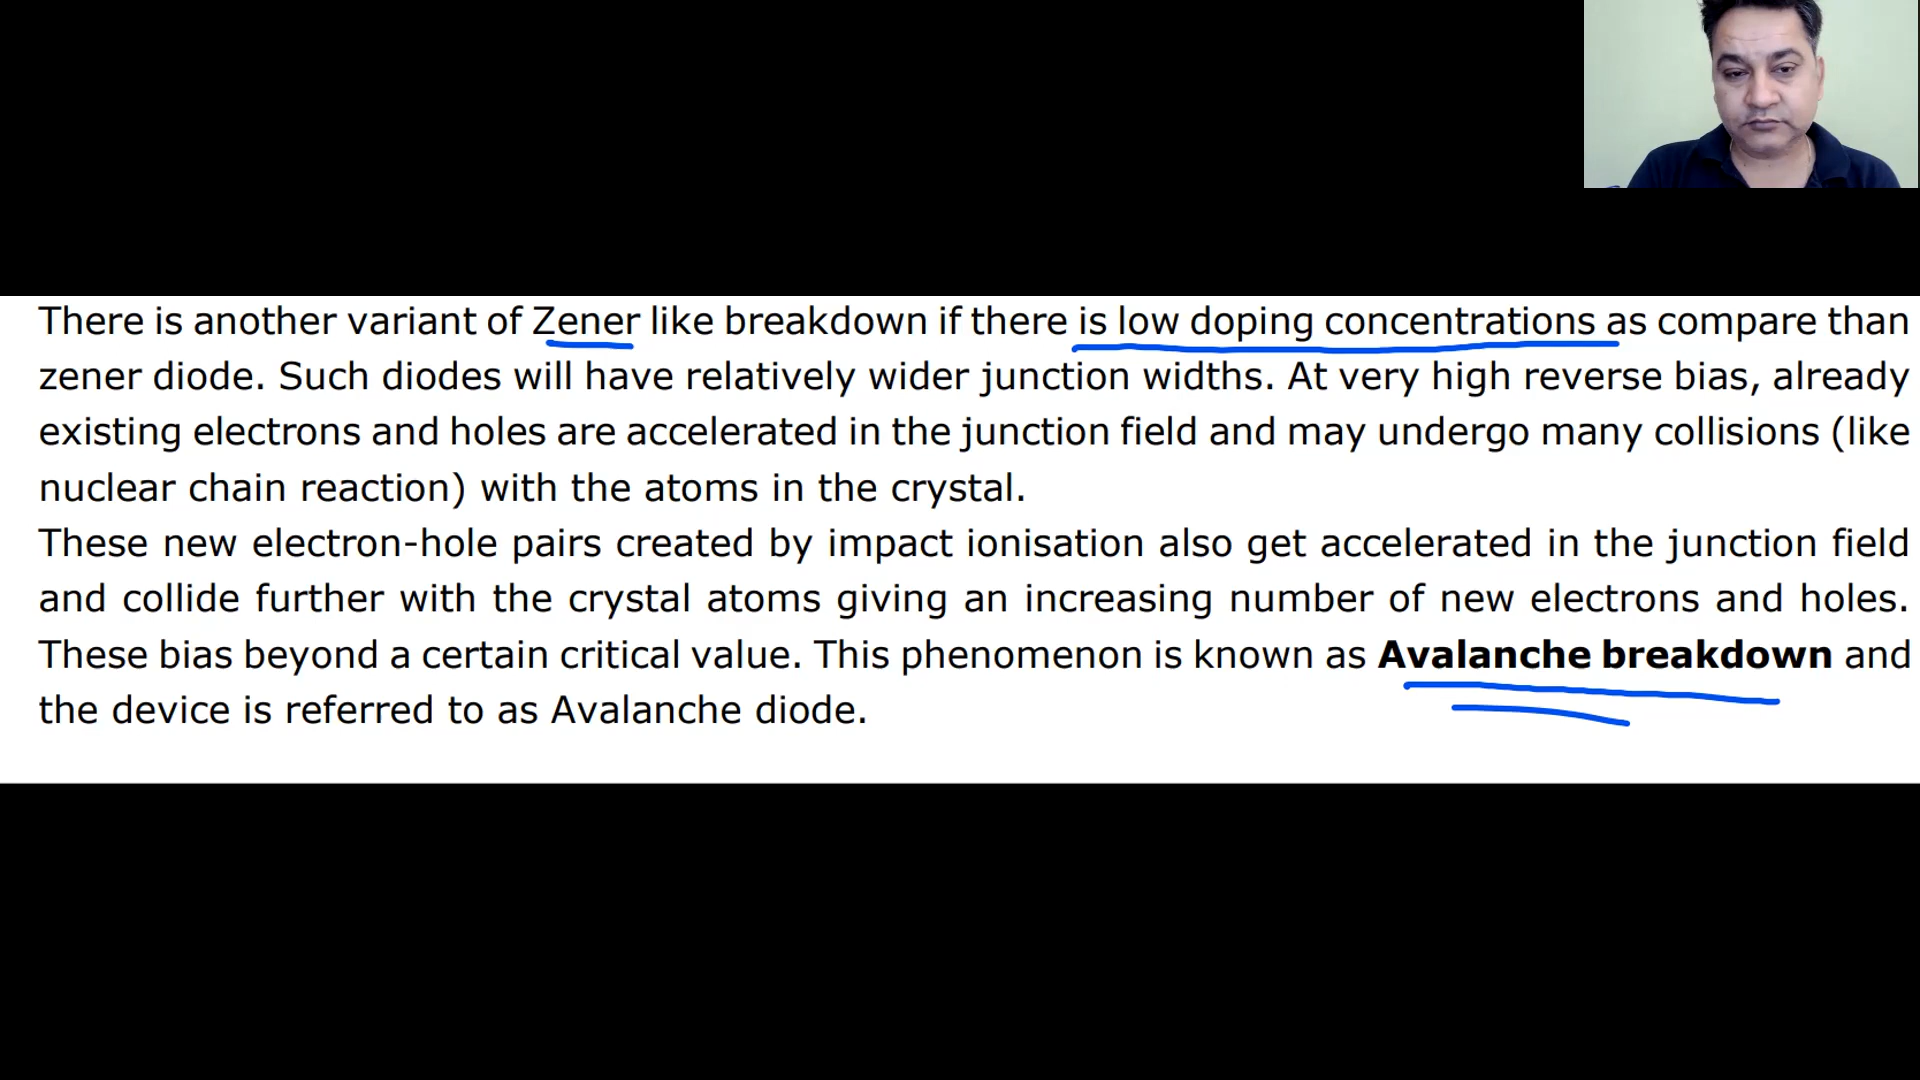 There is another variant of Zener like breakdown if there is low doping concentrations as compare than
zener diode. Such diodes will have relatively wider junction widths. At very high reverse bias, already
existing electrons and holes are accelerated in the junction field and may undergo many collisions (like
nuclear chain reaction) with the atoms in the crystal.
These new electron-hole pairs created by impact ionisation also get accelerated in the junction field
and collide further with the crystal atoms giving an increasing number of new electrons and holes.
These bias beyond a certain critical value. This phenomenon is known as Avalanche breakdown and
the device is referred to as Avalanche diode.